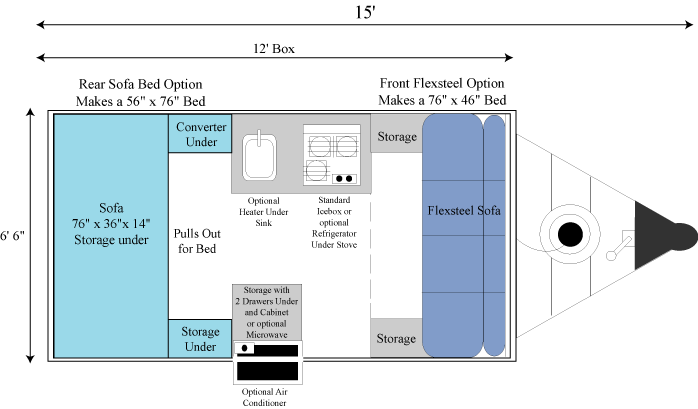 15'
12' Box
Rear Sofa Bed Option
Makes a 56" x 76" Bed
Front Flexsteel Option
Makes a 76" x 46" Bed
6' 6"
Converter
Under
Storage
Sofa
76" x 36"x 14"
Storage under
Optional
Heater Under
Sink
Standard
Icebox or
optional
Refrigerator
Under Stove
Flexsteel Sofa
Pulls Out
for Bed
Storage with
2 Drawers Under
and Cabinet
or optional
Microwave
Storage
Under
Storage
Optional Air
Conditioner